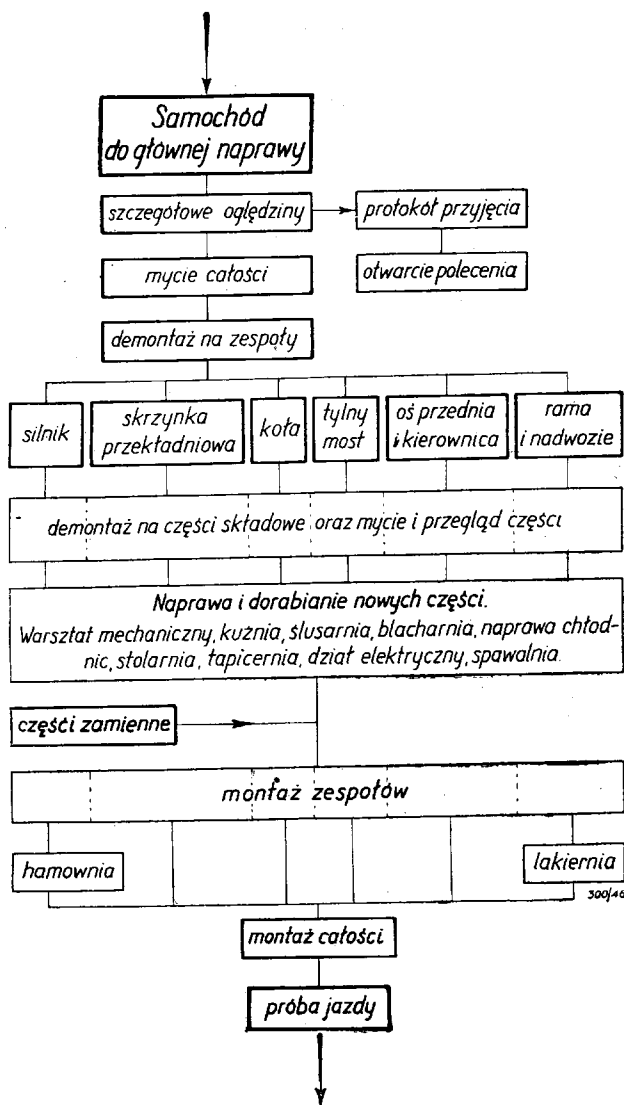 Samochód
do głównej naprawy
szczegółowe oględziny
protokół przyjęcia
mycie całości
otwarcie polecenia
demontaż na zespoły
silnik
skrzynka
przekładniowa
koła
tylny
most
oś przednia
i kierownica
rama
i nadwozie
demontaż na części składowe oraz mycie i przegląd części
Naprawa i dorabianie nowych części.
Warsztat mechaniczny, kuźnia, ślusarnia, blacharnia, naprawa chłod-
nic, stolarnia, tapicernia, dział elektryczny, spawalnia.
części zamienne
montaż zespołów
hamownia
lakiernia
300/46
montaż całości
próba jazdy